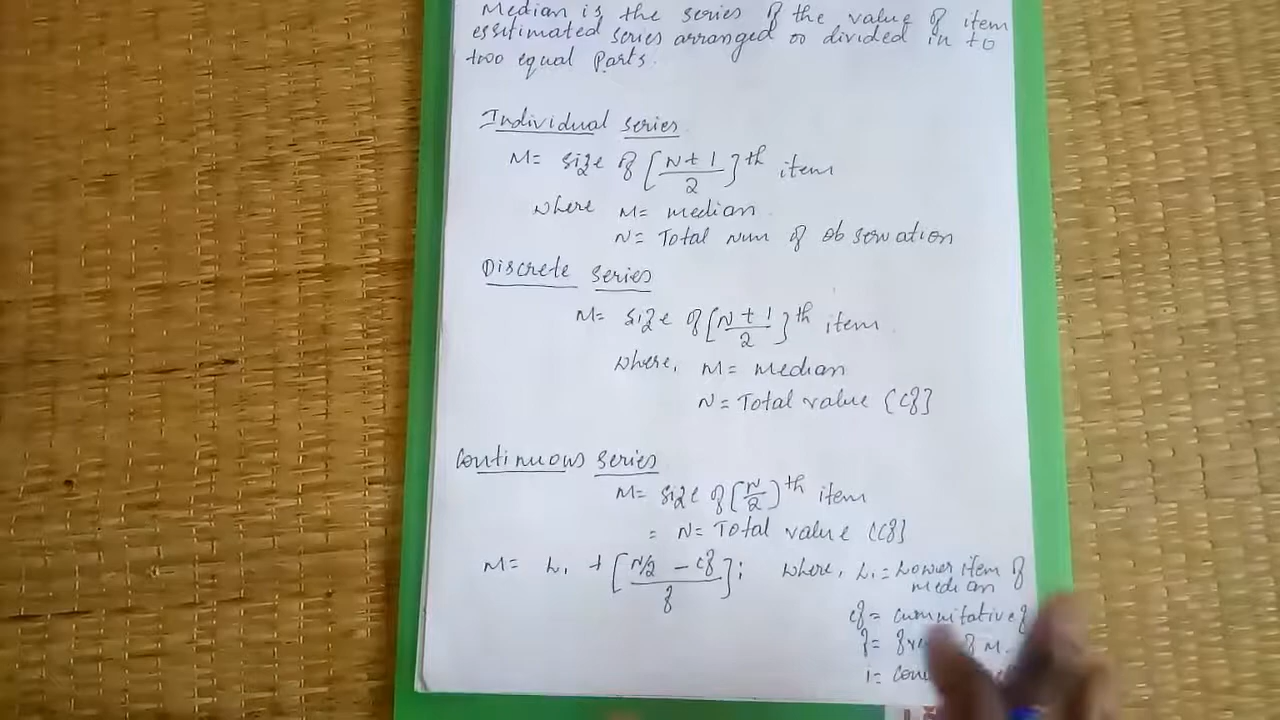 Median is the series of the value of item
essitimated series arranged or divided in to
two equal parts.
Individual series
M= size of [N+1/2]th item
where M= median
N= Total Num of observation
Discrete series
M= size of [N+1/2]th item
where, M= median
N= Total value (cf)
Continuous series
M= size of (N/2)th item
= N= Total value (cf)
M= L1 + [N/2 - cf/f]i where, L1= Lower item of
median
cf= cummitative f
f= of M.
i=